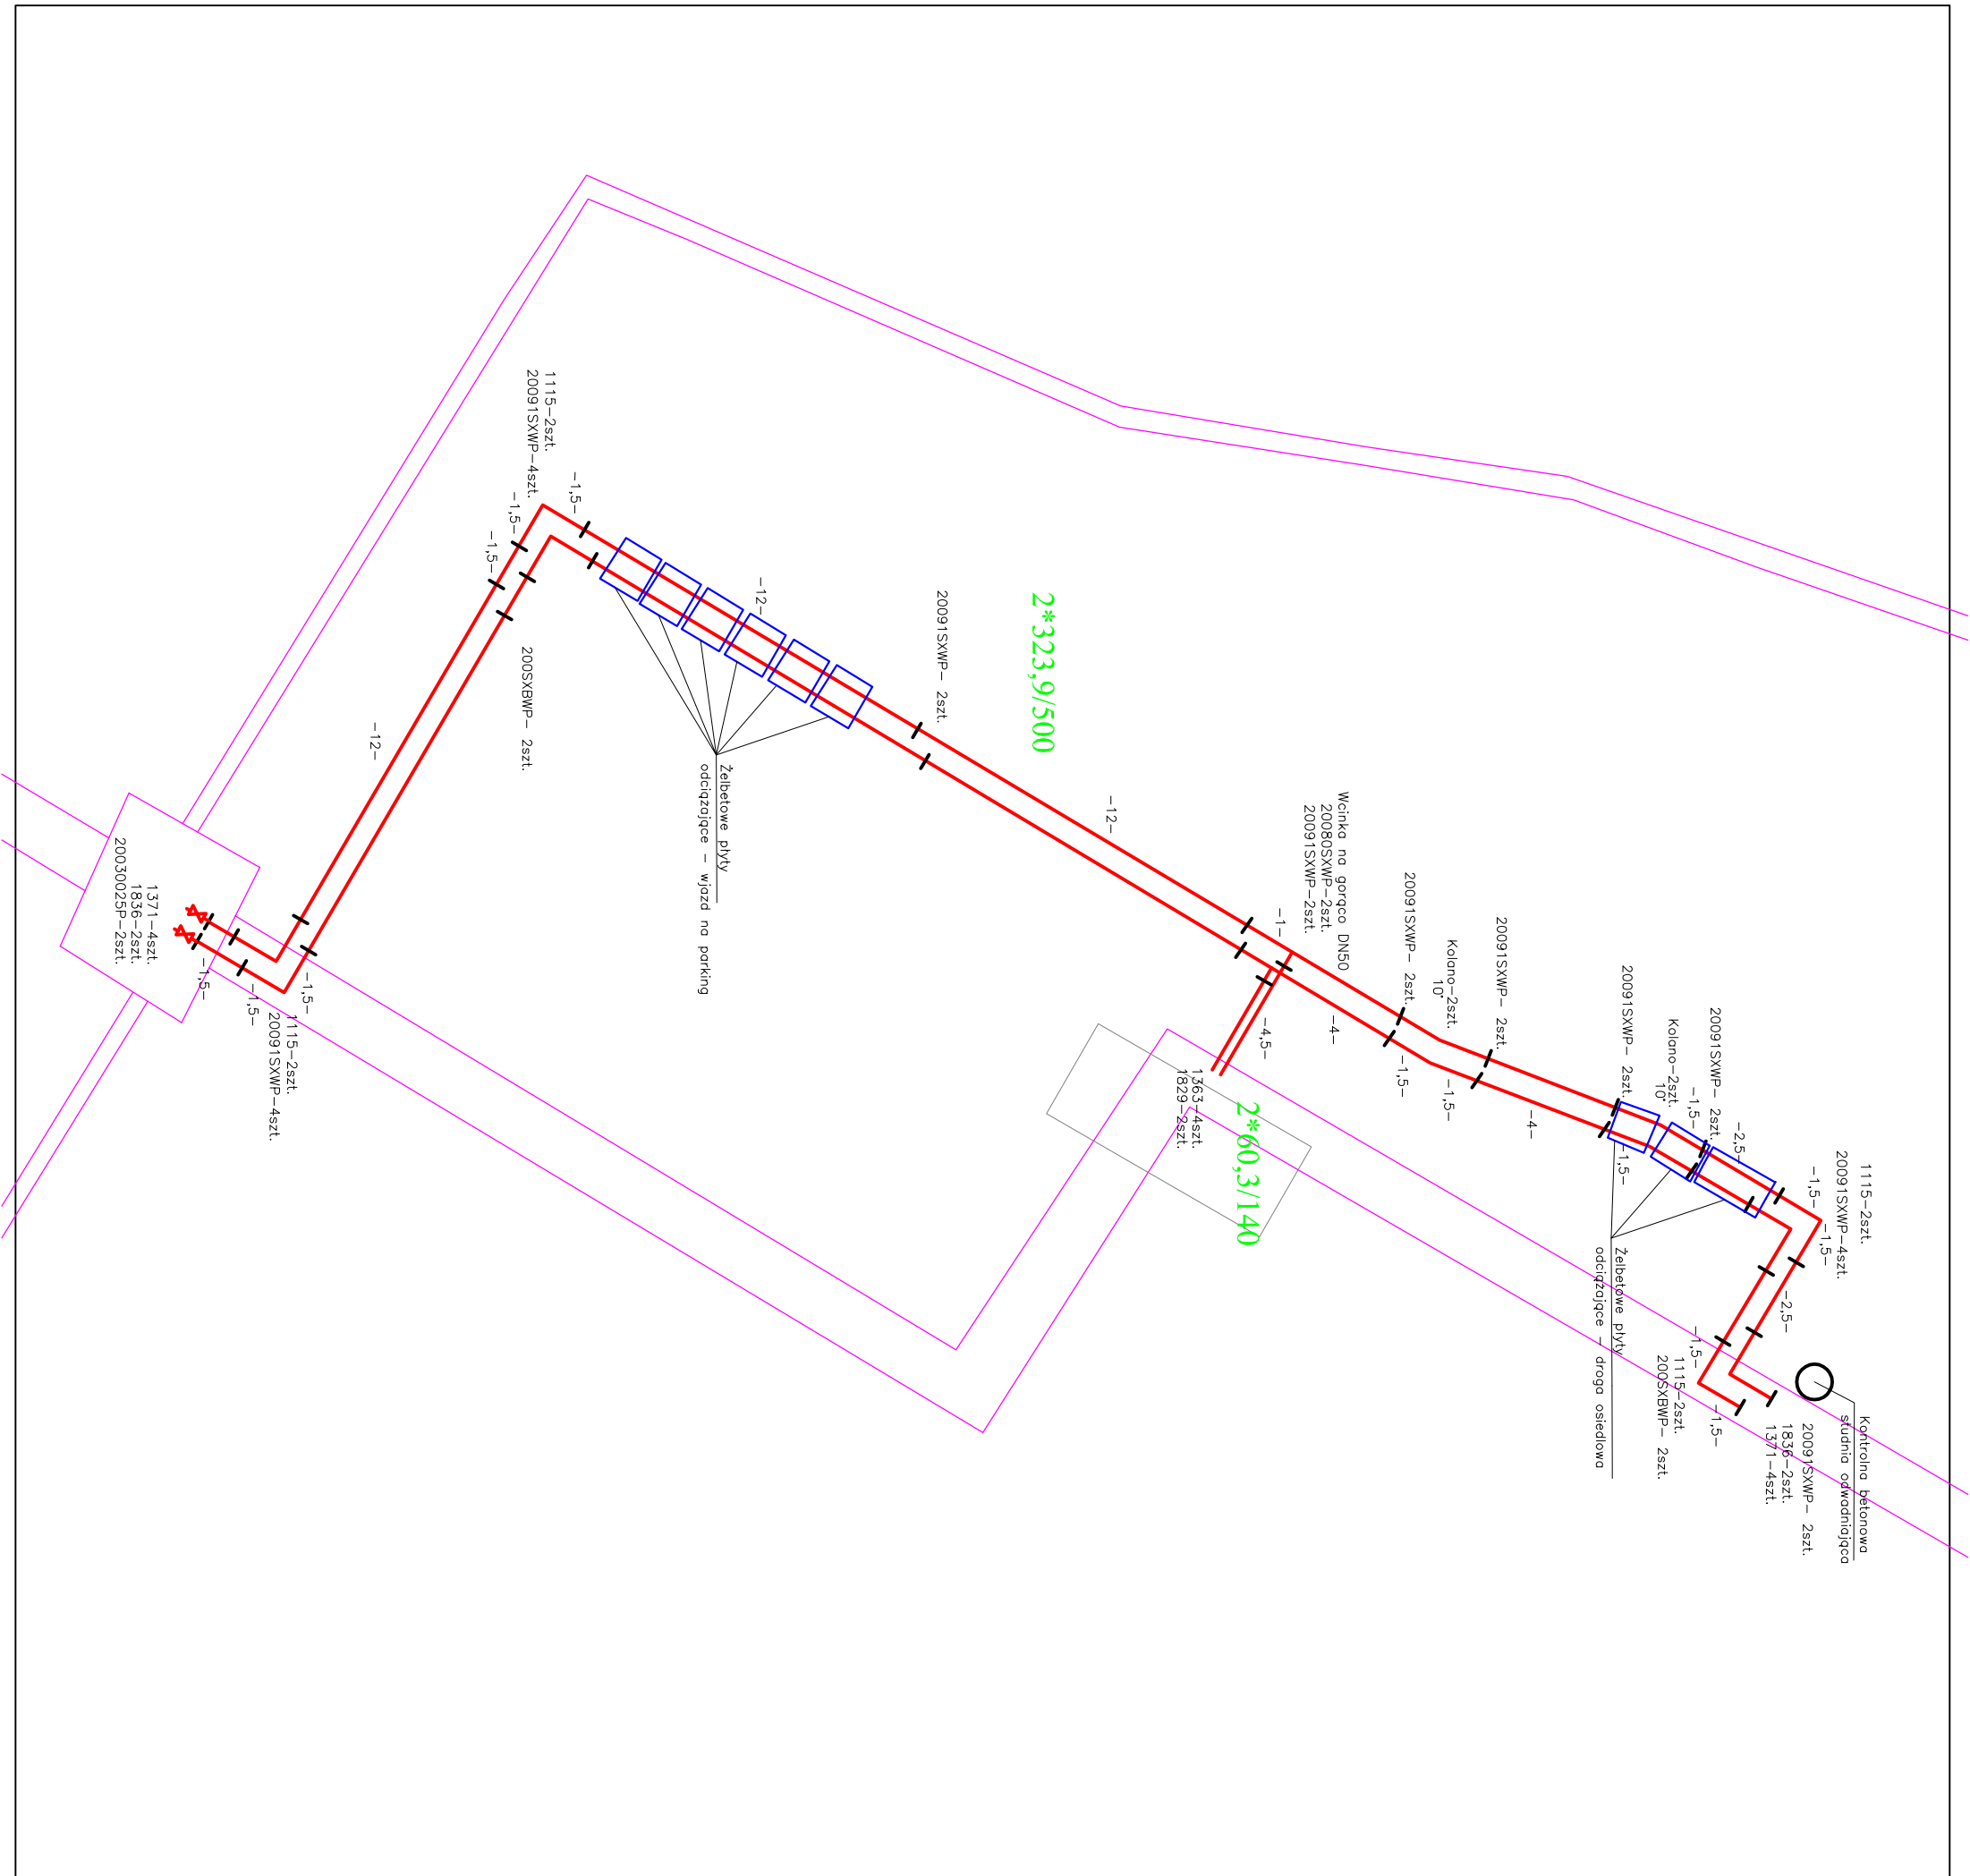 1115-2szt.
20091SXWP-4szt.
-1,5-
-1,5-
-1,5-
-12-
200SXBWP- 2szt.
-12-
20091SXWP- 2szt.
2*323,9/500
Żelbetowe płyty
odciążające - wjazd na parking
-12-
Wcinka na gorąco DN50
20080SXWP-2szt.
20091SXWP-2szt.
-1-
-4-
-4,5-
1363-4szt.
1829-2szt.
2*60,3/140
20091SXWP- 2szt.
Kolano-2szt.
10°
20091SXWP- 2szt.
-1,5-
-1,5-
-4-
20091SXWP- 2szt.
Kolano-2szt.
10°
-1,5-
20091SXWP- 2szt.
-1,5-
-2,5-
1115-2szt.
20091SXWP-4szt.
-1,5-
-1,5-
-2,5-
Żelbetowe płyty
odciążające - droga osiedlowa
-1,5-
1115-2szt.
200SXBWP- 2szt.
-1,5-
20091SXWP- 2szt.
1836-2szt.
1371-4szt.
Kontrolna betonowa
studnia odwadniająca
1371-4szt.
1836-2szt.
20030025P-2szt.
-1,5-
-1,5-
-1,5-
1115-2szt.
20091SXWP-4szt.